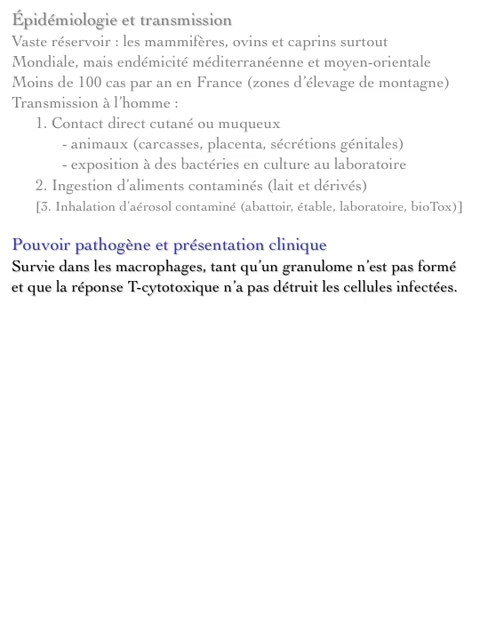 Épidémiologie et transmission
Vaste réservoir : les mammifères, ovins et caprins surtout
Mondiale, mais endémicité méditerranéenne et moyen-orientale
Moins de 100 cas par an en France (zones d'élevage de montagne)
Transmission à l'homme :
1. Contact direct cutané ou muqueux
- animaux (carcasses, placenta, sécrétions génitales)
- exposition à des bactéries en culture au laboratoire
2. Ingestion d'aliments contaminés (lait et dérivés)
[3. Inhalation d'aérosol contaminé (abattoir, étable, laboratoire, bioTox)]
Pouvoir pathogène et présentation clinique
Survie dans les macrophages, tant qu'un granulome n'est pas formé
et que la réponse T-cytotoxique n'a pas détruit les cellules infectées.